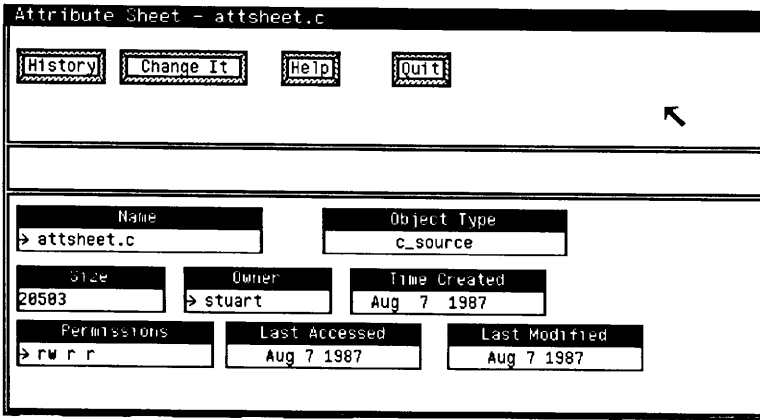 Attribute Sheet - attsheet.c
History Change It Help Quit
Name Object Type
→ attsheet.c c_source
Size Owner Time Created
20503 → stuart Aug 7 1987
Permissions Last Accessed Last Modified
→ rw r r Aug 7 1987 Aug 7 1987